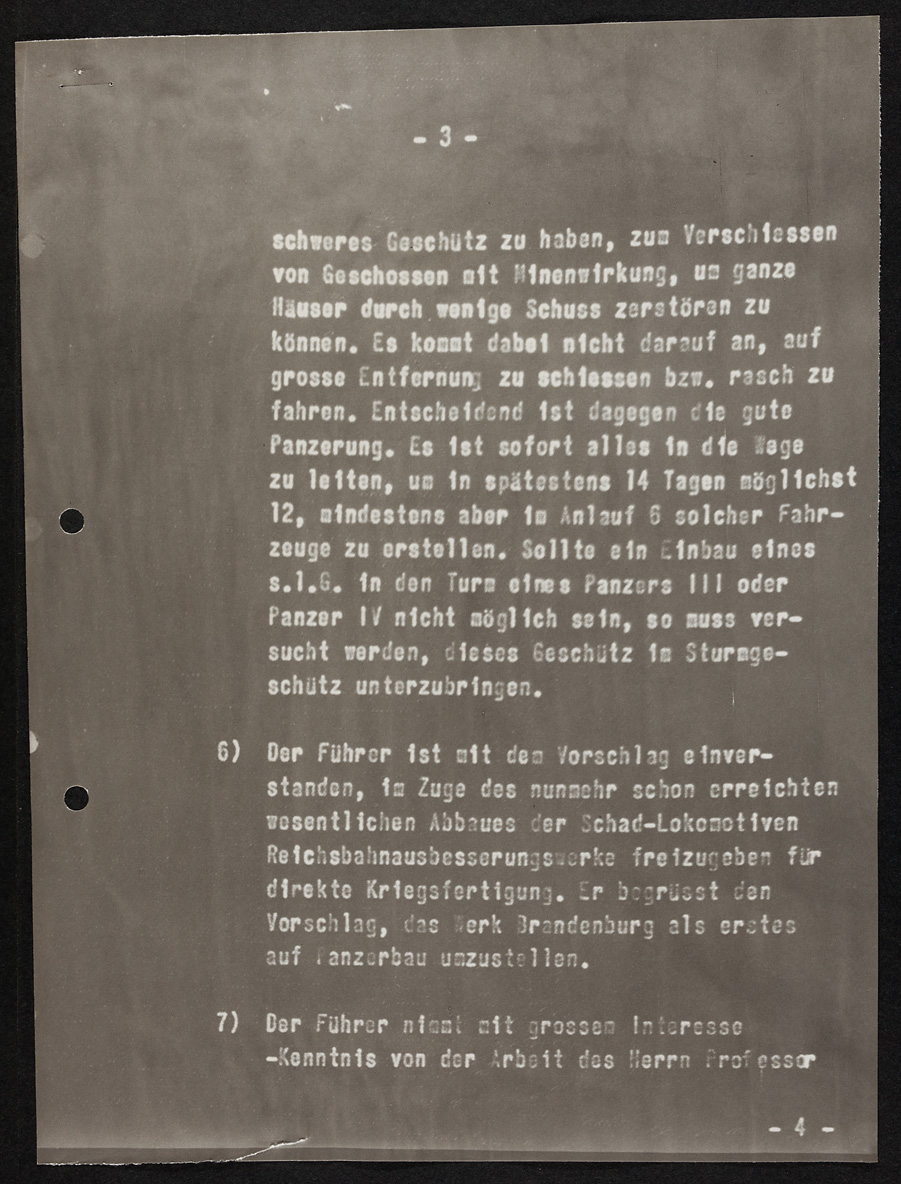 - 3 -
schweres Geschütz zu haben, zum Verschiessen
von Geschossen mit Minenwirkung, um ganze
Häuser durch wenige Schuss zerstören zu
können. Es kommt dabei nicht darauf an, auf
grosse Entfernung zu schiessen bzw. rasch zu
fahren. Entscheidend ist dagegen die gute
Panzerung. Es ist sofort alles in die Wege
zu leiten, um in spätestens 14 Tagen möglichst
12, mindestens aber im Anlauf 6 solcher Fahr-
zeuge zu erstellen. Sollte ein Einbau eines
s.I.G. in den Turm eines Panzers III oder
Panzer IV nicht möglich sein, so muss ver-
sucht werden, dieses Geschütz im Sturmge-
schütz unterzubringen.
6) Der Führer ist mit dem Vorschlag einver-
standen, im Zuge des nunmehr schon erreichten
wesentlichen Abbaues der Schad-Lokomotiven
Reichsbahnausbesserungswerke freizugeben für
direkte Kriegsfertigung. Er begrüsst den
Vorschlag, das Werk Brandenburg als erstes
auf Panzerbau umzustellen.
7) Der Führer nimmt mit grossem Interesse
-Kenntnis von der Arbeit des Herrn Professor
- 4 -